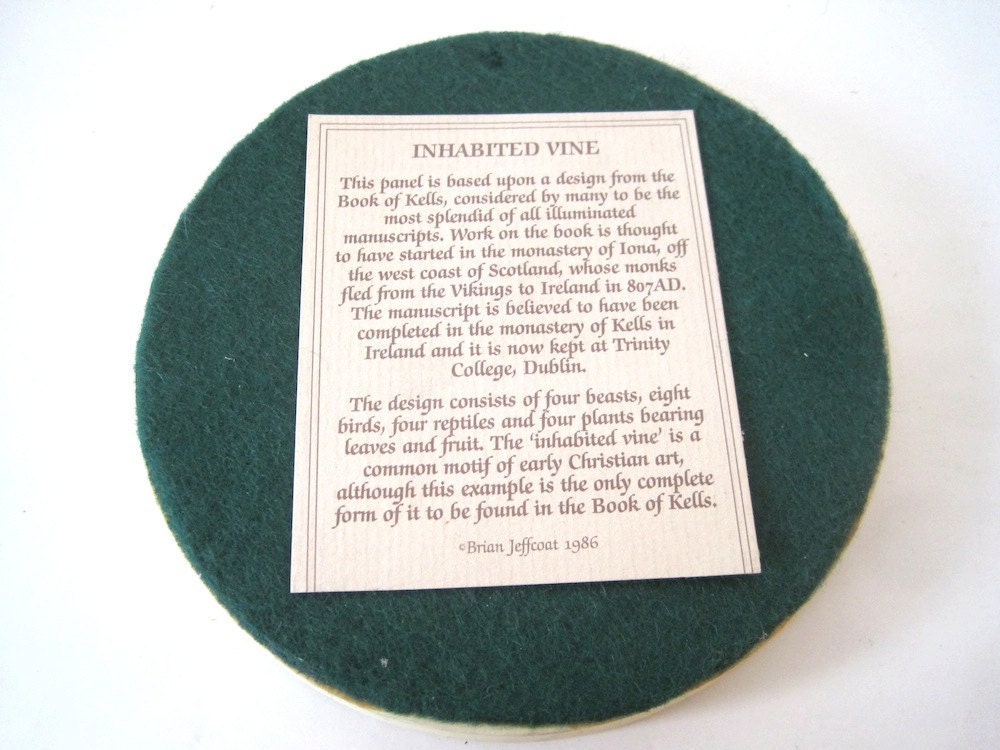 INHABITED VINE
This panel is based upon a design from the
Book of Kells, considered by many to be the
most splendid of all illuminated
manuscripts. Work on the book is thought
to have started in the monastery of Iona, off
the west coast of Scotland, whose monks
fled from the Vikings to Ireland in 807AD.
The manuscript is believed to have been
completed in the monastery of Kells in
Ireland and it is now kept at Trinity
College, Dublin.
The design consists of four beasts, eight
birds, four reptiles and four plants bearing
leaves and fruit. The ‘inhabited vine’ is a
common motif of early Christian art,
although this example is the only complete
form of it to be found in the Book of Kells.
©Brian Jeffcoat 1986